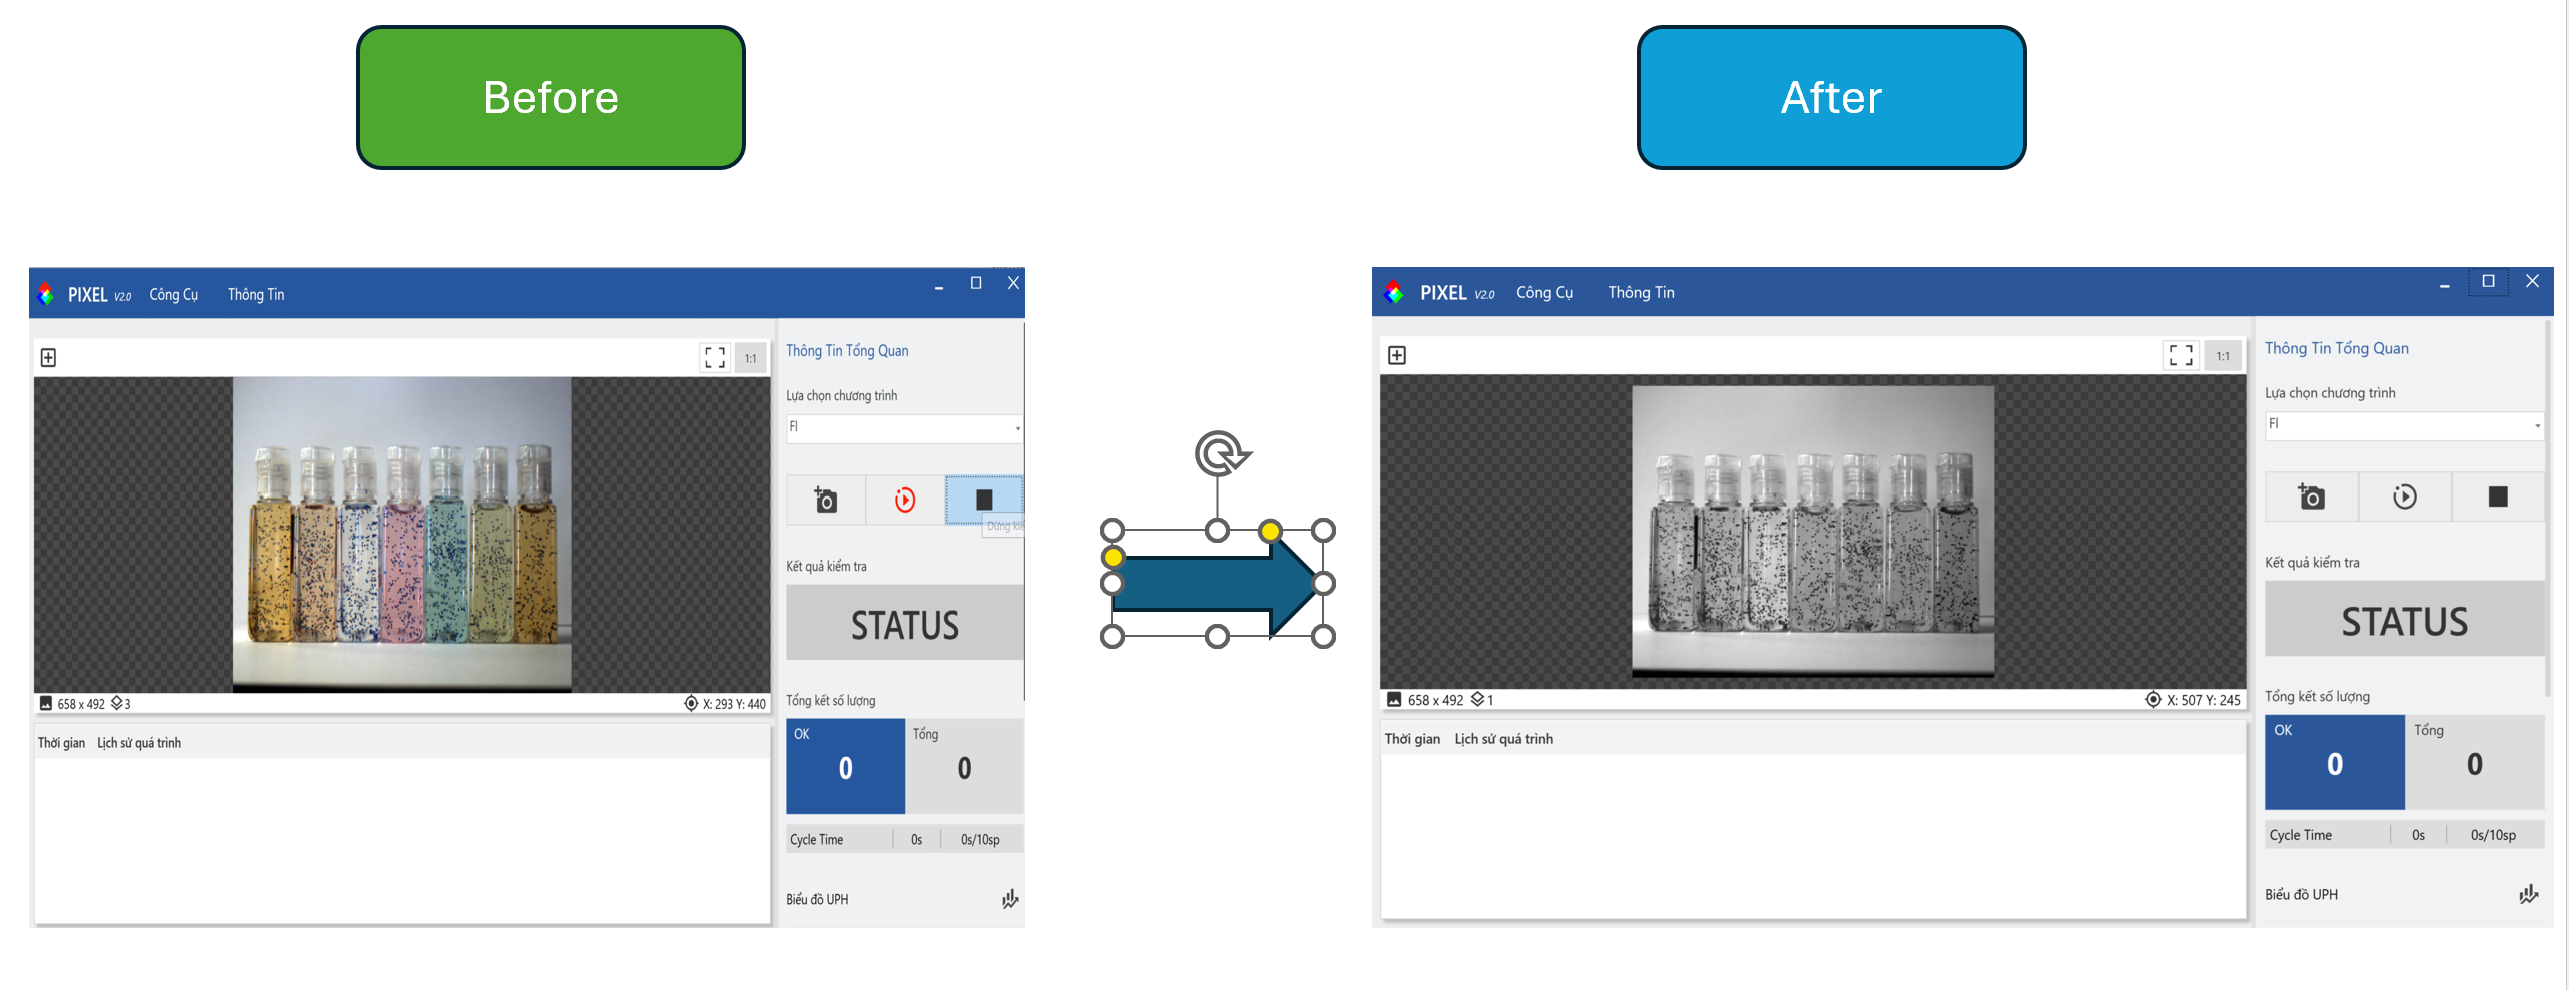 Before
After
PIXEL V2.0 Công Cụ Thông Tin
1:1
658 x 492 3 X: 293 Y: 440
Thời gian Lịch sử quá trình
Thông Tin Tổng Quan
Lựa chọn chương trình
FI
Dừng
Kết quả kiểm tra
STATUS
Tổng kết số lượng
OK Tổng
0 0
Cycle Time 0s 0s/10sp
Biểu đồ UPH
PIXEL V2.0 Công Cụ Thông Tin
1:1
658 x 492 1 X: 507 Y: 245
Thời gian Lịch sử quá trình
Thông Tin Tổng Quan
Lựa chọn chương trình
FI
Kết quả kiểm tra
STATUS
Tổng kết số lượng
OK Tổng
0 0
Cycle Time 0s 0s/10sp
Biểu đồ UPH